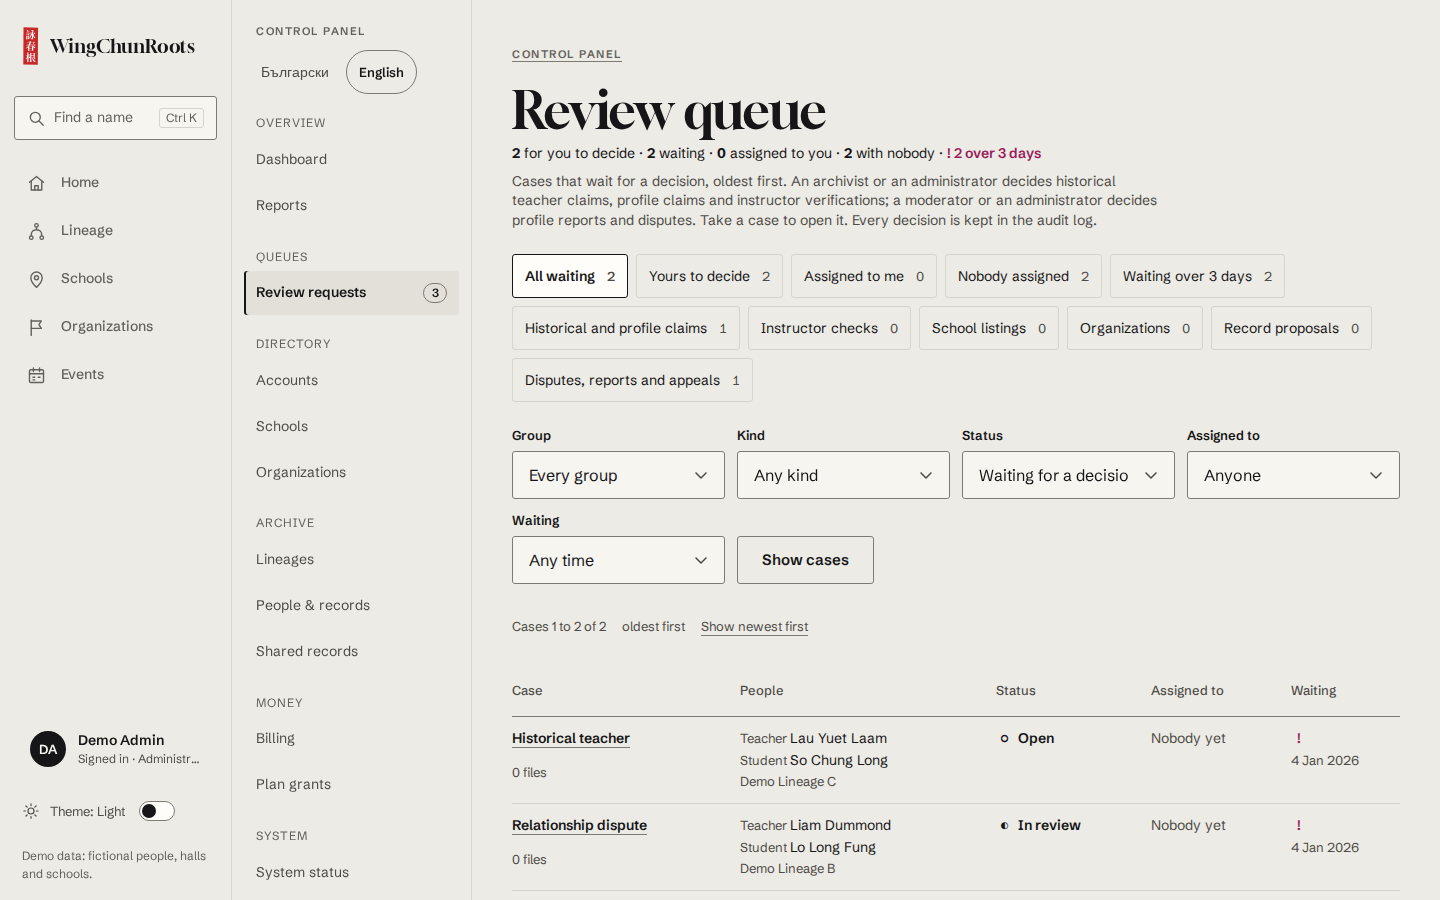 詠春根
WingChunRoots
Find a name
Ctrl K
Home
Lineage
Schools
Organizations
Events
DA
Demo Admin
Signed in · Administr…
Theme: Light
Demo data: fictional people, halls
and schools.
CONTROL PANEL
Български
English
OVERVIEW
Dashboard
Reports
QUEUES
Review requests 3
DIRECTORY
Accounts
Schools
Organizations
ARCHIVE
Lineages
People & records
Shared records
MONEY
Billing
Plan grants
SYSTEM
System status
CONTROL PANEL
Review queue
2 for you to decide · 2 waiting · 0 assigned to you · 2 with nobody · ! 2 over 3 days
Cases that wait for a decision, oldest first. An archivist or an administrator decides historical
teacher claims, profile claims and instructor verifications; a moderator or an administrator decides
profile reports and disputes. Take a case to open it. Every decision is kept in the audit log.
All waiting 2 Yours to decide 2 Assigned to me 0 Nobody assigned 2 Waiting over 3 days 2
Historical and profile claims 1 Instructor checks 0 School listings 0 Organizations 0 Record proposals 0
Disputes, reports and appeals 1
Group Kind Status Assigned to
Every group Any kind Waiting for a decisio Anyone
Waiting
Any time Show cases
Cases 1 to 2 of 2 oldest first Show newest first
Case People Status Assigned to Waiting
Historical teacher Teacher Lau Yuet Laam Open Nobody yet !
Student So Chung Long 4 Jan 2026
0 files Demo Lineage C
Relationship dispute Teacher Liam Dummond In review Nobody yet !
Student Lo Long Fung 4 Jan 2026
0 files Demo Lineage B